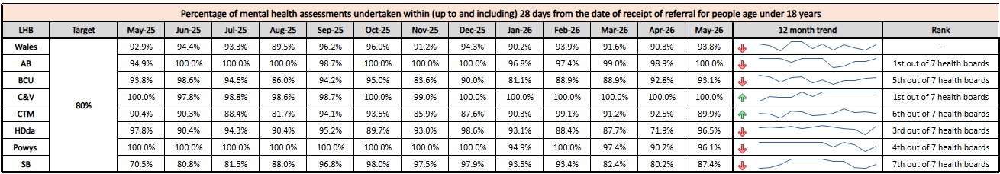 Percentage of mental health assessments undertaken within (up to and including) 28 days from the date of receipt of referral for people age under 18 years
LHB Target May-25 Jun-25 Jul-25 Aug-25 Sep-25 Oct-25 Nov-25 Dec-25 Jan-26 Feb-26 Mar-26 Apr-26 May-26 12 month trend Rank
Wales 92.9% 94.4% 93.3% 89.5% 96.2% 96.0% 91.2% 94.3% 90.2% 93.9% 91.6% 90.3% 93.8% -
AB 94.9% 100.0% 100.0% 100.0% 98.7% 100.0% 100.0% 100.0% 96.8% 97.4% 99.0% 98.9% 100.0% 1st out of 7 health boards
BCU 93.8% 98.6% 94.6% 86.0% 94.2% 95.0% 83.6% 90.0% 81.1% 88.9% 88.9% 92.8% 93.1% 5th out of 7 health boards
C&V 100.0% 97.8% 98.8% 98.6% 98.7% 100.0% 99.0% 100.0% 100.0% 100.0% 100.0% 100.0% 100.0% 1st out of 7 health boards
80%
CTM 90.4% 90.3% 88.4% 81.7% 94.1% 93.5% 85.9% 87.6% 90.3% 99.1% 91.2% 92.5% 89.9% 6th out of 7 health boards
HDda 97.8% 90.4% 94.3% 90.4% 95.2% 89.7% 93.0% 98.6% 93.1% 88.4% 87.7% 71.9% 96.5% 3rd out of 7 health boards
Powys 100.0% 100.0% 100.0% 100.0% 100.0% 100.0% 100.0% 100.0% 94.9% 100.0% 97.4% 90.2% 96.1% 4th out of 7 health boards
SB 70.5% 80.8% 81.5% 88.0% 96.8% 98.0% 97.5% 97.9% 93.5% 93.4% 82.4% 80.2% 87.4% 7th out of 7 health boards